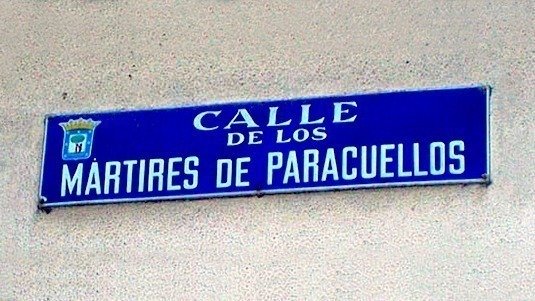 CALLE
DE LOS
MÁRTIRES DE PARACUELLOS